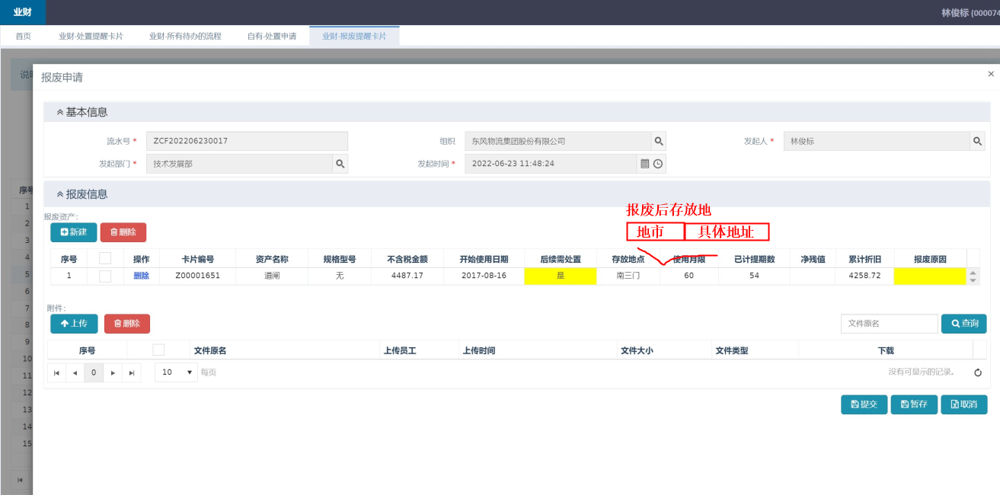 业财
林俊标 (000074
首页 业财-处置提醒卡片 业财-所有待办的流程 自有-处置申请 业财-报废提醒卡片
报废申请 ×
基本信息
流水号 * ZCF202206230017 组织 东风物流集团股份有限公司 发起人 * 林俊标
发起部门 * 技术发展部 发起时间 * 2022-06-23 11:48:24
序号
报废信息
1
报废后存放地
报废资产：
2
新建 删除
地市 具体地址
3
4
序号 操作 卡片编号 资产名称 规格型号 不含税金额 开始使用日期 后续需处置 存放地点 使用月限 已计提期数 净残值 累计折旧 报废原因
5
1 删除 Z00001651 道闸 无 4487.17 2017-08-16 是 南三门 60 54 4258.72
6
附件：
7
8
上传 删除 文件原名 查询
9
序号 文件原名 上传员工 上传时间 文件大小 文件类型 下载
10
11
0 10 每页 没有可显示的记录。
12
13
提交 暂存 取消
14
15